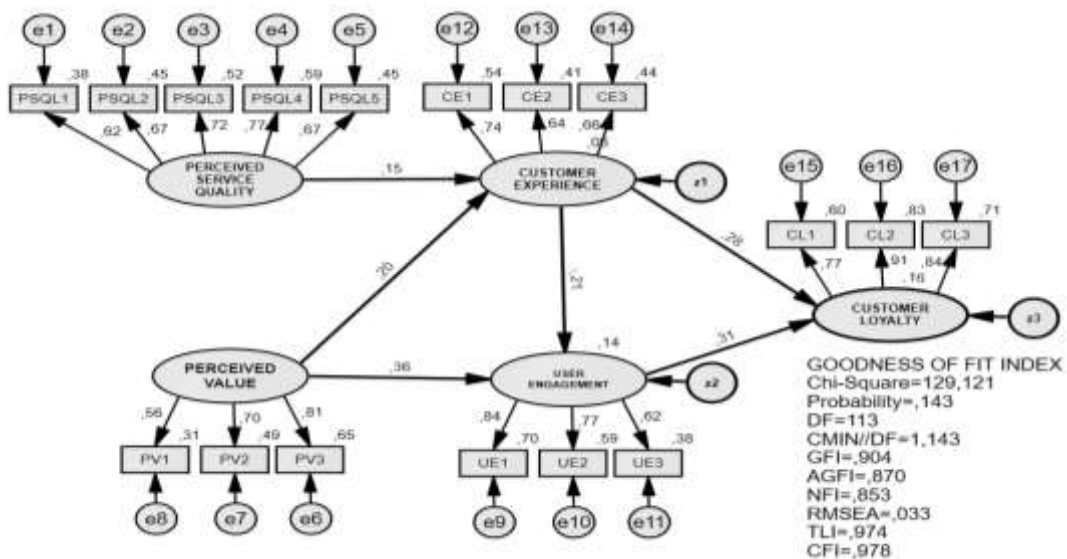 e1 e2 e3 e4 e5 e12 e13 e14
,38 ,45 ,52 ,59 ,45 ,54 ,41 ,44
PSQL1 PSQL2 PSQL3 PSQL4 PSQL5 CE1 CE2 CE3
,62 ,67 ,72 ,77 ,67 ,74 ,64 ,66
PERCEIVED
SERVICE
QUALITY
,15
CUSTOMER
EXPERIENCE
z1
e15 e16 e17
,60 ,83 ,71
CL1 CL2 CL3
,77 ,91 ,84
,16
CUSTOMER
LOYALTY
z3
,20
-,21
,28
,31
PERCEIVED
VALUE
,36
,14
USER
ENGAGEMENT
z2
,56 ,70 ,81 ,84 ,77 ,62
,31 ,49 ,65 ,70 ,59 ,38
PV1 PV2 PV3 UE1 UE2 UE3
e8 e7 e6 e9 e10 e11
GOODNESS OF FIT INDEX
Chi-Square=129,121
Probability=,143
DF=113
CMIN//DF=1,143
GFI=,904
AGFI=,870
NFI=,853
RMSEA=,033
TLI=,974
CFI=,978